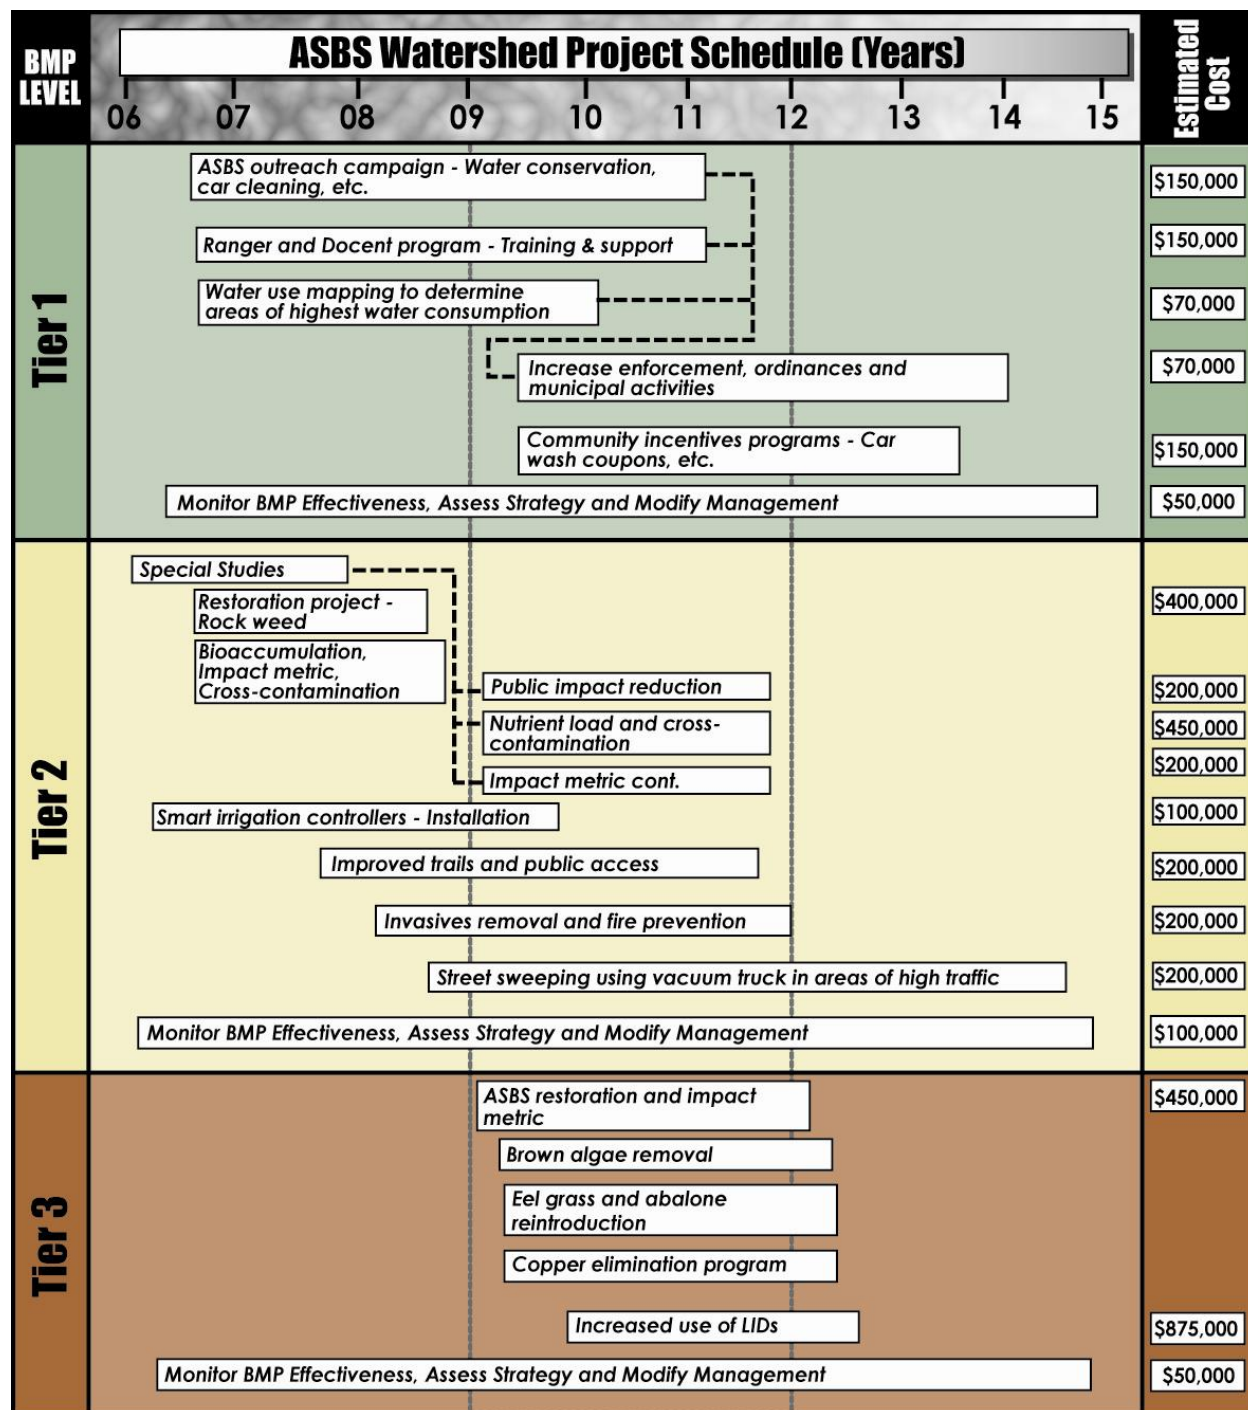 BMP
LEVEL
ASBS Watershed Project Schedule (Years)
06 07 08 09 10 11 12 13 14 15
Estimated
Cost
Tier 1
ASBS outreach campaign - Water conservation,
car cleaning, etc.
$150,000
Ranger and Docent program - Training & support
$150,000
Water use mapping to determine
areas of highest water consumption
$70,000
Increase enforcement, ordinances and
municipal activities
$70,000
Community incentives programs - Car
wash coupons, etc.
$150,000
Monitor BMP Effectiveness, Assess Strategy and Modify Management
$50,000
Tier 2
Special Studies
Restoration project -
Rock weed
$400,000
Bioaccumulation,
Impact metric,
Cross-contamination
Public impact reduction
$200,000
Nutrient load and cross-
contamination
$450,000
Impact metric cont.
$200,000
Smart irrigation controllers - Installation
$100,000
Improved trails and public access
$200,000
Invasives removal and fire prevention
$200,000
Street sweeping using vacuum truck in areas of high traffic
$200,000
Monitor BMP Effectiveness, Assess Strategy and Modify Management
$100,000
Tier 3
ASBS restoration and impact
metric
$450,000
Brown algae removal
Eel grass and abalone
reintroduction
Copper elimination program
Increased use of LIDs
$875,000
Monitor BMP Effectiveness, Assess Strategy and Modify Management
$50,000